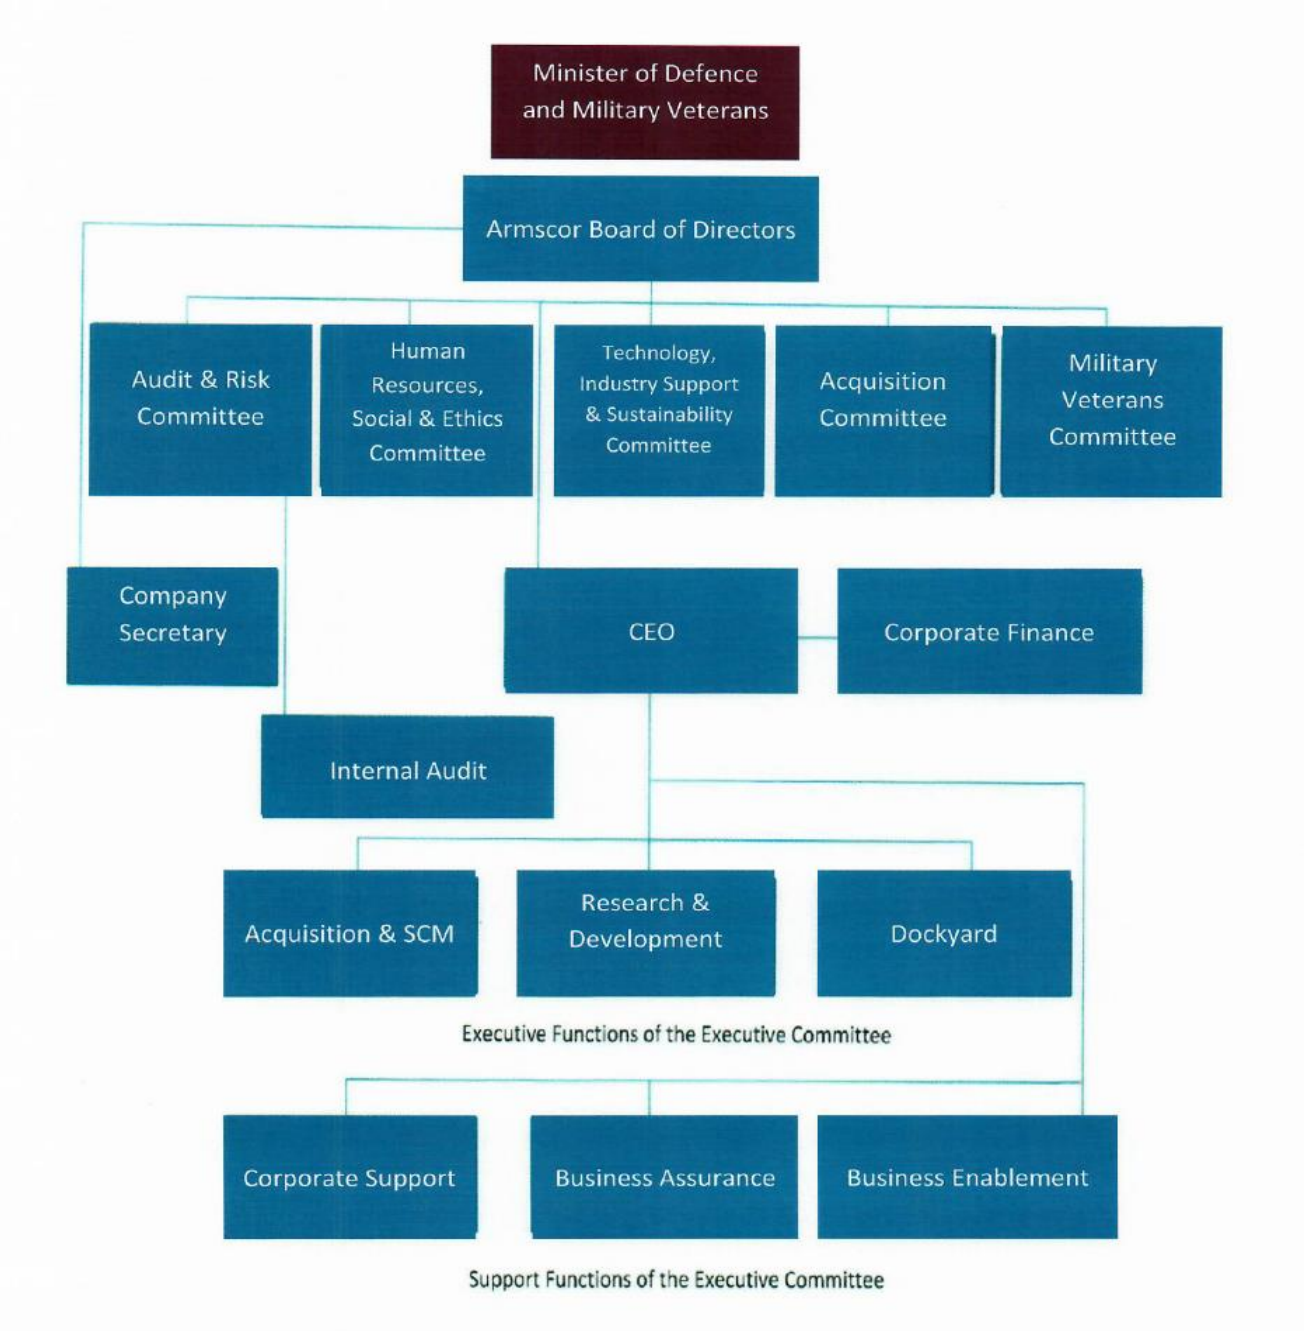 Minister of Defence
and Military Veterans
Armscor Board of Directors
Audit & Risk
Committee
Human
Resources,
Social & Ethics
Committee
Technology,
Industry Support
& Sustainability
Committee
Acquisition
Committee
Military
Veterans
Committee
Company
Secretary
CEO
Corporate Finance
Internal Audit
Acquisition & SCM
Research &
Development
Dockyard
Executive Functions of the Executive Committee
Corporate Support
Business Assurance
Business Enablement
Support Functions of the Executive Committee